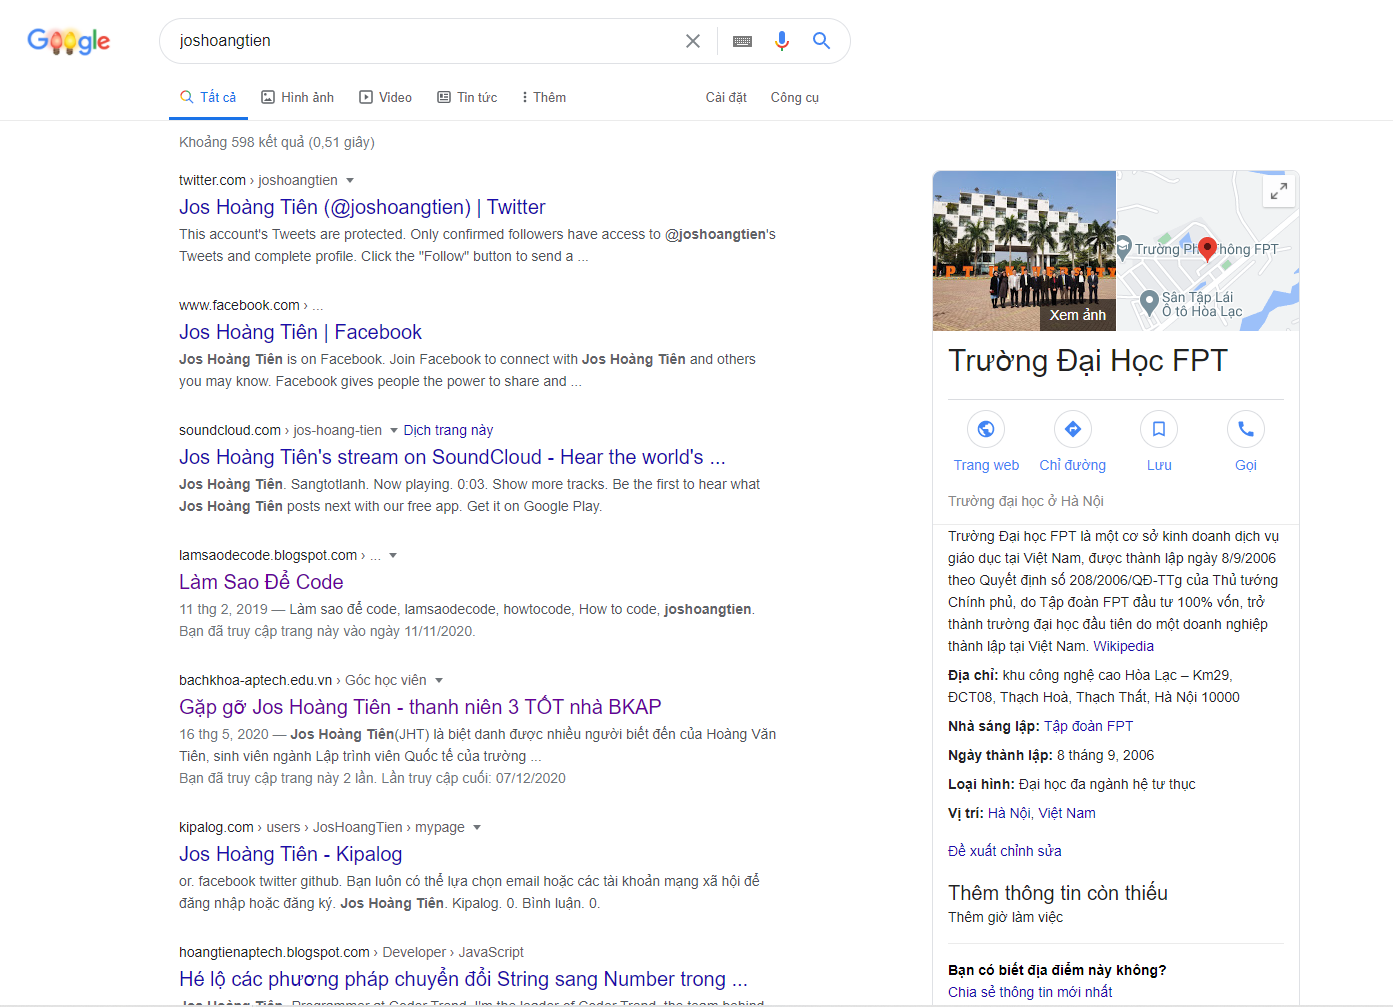 Google
joshoangtien
Tất cả
Hình ảnh
Video
Tin tức
Thêm
Cài đặt
Công cụ
Khoảng 598 kết quả (0,51 giây)
twitter.com › joshoangtien
Jos Hoàng Tiên (@joshoangtien) | Twitter
This account's Tweets are protected. Only confirmed followers have access to @joshoangtien's
Tweets and complete profile. Click the "Follow" button to send a ...
www.facebook.com › ...
Jos Hoàng Tiên | Facebook
Jos Hoàng Tiên is on Facebook. Join Facebook to connect with Jos Hoàng Tiên and others
you may know. Facebook gives people the power to share and ...
soundcloud.com › jos-hoang-tien Dịch trang này
Jos Hoàng Tiên's stream on SoundCloud - Hear the world's ...
Jos Hoàng Tiên. Sangtotlanh. Now playing. 0:03. Show more tracks. Be the first to hear what
Jos Hoàng Tiên posts next with our free app. Get it on Google Play.
lamsaodecode.blogspot.com › ...
Làm Sao Để Code
11 thg 2, 2019 — Làm sao để code, lamsaodecode, howtocode, How to code, joshoangtien.
Bạn đã truy cập trang này vào ngày 11/11/2020.
bachkhoa-aptech.edu.vn › Góc học viên
Gặp gỡ Jos Hoàng Tiên - thanh niên 3 TỐT nhà BKAP
16 thg 5, 2020 — Jos Hoàng Tiên(JHT) là biệt danh được nhiều người biết đến của Hoàng Văn
Tiên, sinh viên ngành Lập trình viên Quốc tế của trường ...
Bạn đã truy cập trang này 2 lần. Lần truy cập cuối: 07/12/2020
kipalog.com › users › JosHoangTien › mypage
Jos Hoàng Tiên - Kipalog
or. facebook twitter github. Bạn luôn có thể lựa chọn email hoặc các tài khoản mạng xã hội để
đăng nhập hoặc đăng ký. Jos Hoàng Tiên. Kipalog. 0. Bình luận. 0.
hoangtienaptech.blogspot.com › Developer › JavaScript
Hé lộ các phương pháp chuyển đổi String sang Number trong ...
Jos Hoàng Tiên. Programmer at Coder Trend. I'm the leader of Coder Trend, the team behind
FPT UNIVERSITY
Xem ảnh
Trường Ph Thông FPT
Sân Tập Lái
Ô tô Hòa Lạc
Trường Đại Học FPT
Trang web
Chỉ đường
Lưu
Gọi
Trường đại học ở Hà Nội
Trường Đại học FPT là một cơ sở kinh doanh dịch vụ
giáo dục tại Việt Nam, được thành lập ngày 8/9/2006
theo Quyết định số 208/2006/QĐ-TTg của Thủ tướng
Chính phủ, do Tập đoàn FPT đầu tư 100% vốn, trở
thành trường đại học đầu tiên do một doanh nghiệp
thành lập tại Việt Nam. Wikipedia
Địa chỉ: khu công nghệ cao Hòa Lạc – Km29,
ĐCT08, Thạch Hoà, Thạch Thất, Hà Nội 10000
Nhà sáng lập: Tập đoàn FPT
Ngày thành lập: 8 tháng 9, 2006
Loại hình: Đại học đa ngành hệ tư thục
Vị trí: Hà Nội, Việt Nam
Đề xuất chỉnh sửa
Thêm thông tin còn thiếu
Thêm giờ làm việc
Bạn có biết địa điểm này không?
Chia sẻ thông tin mới nhất